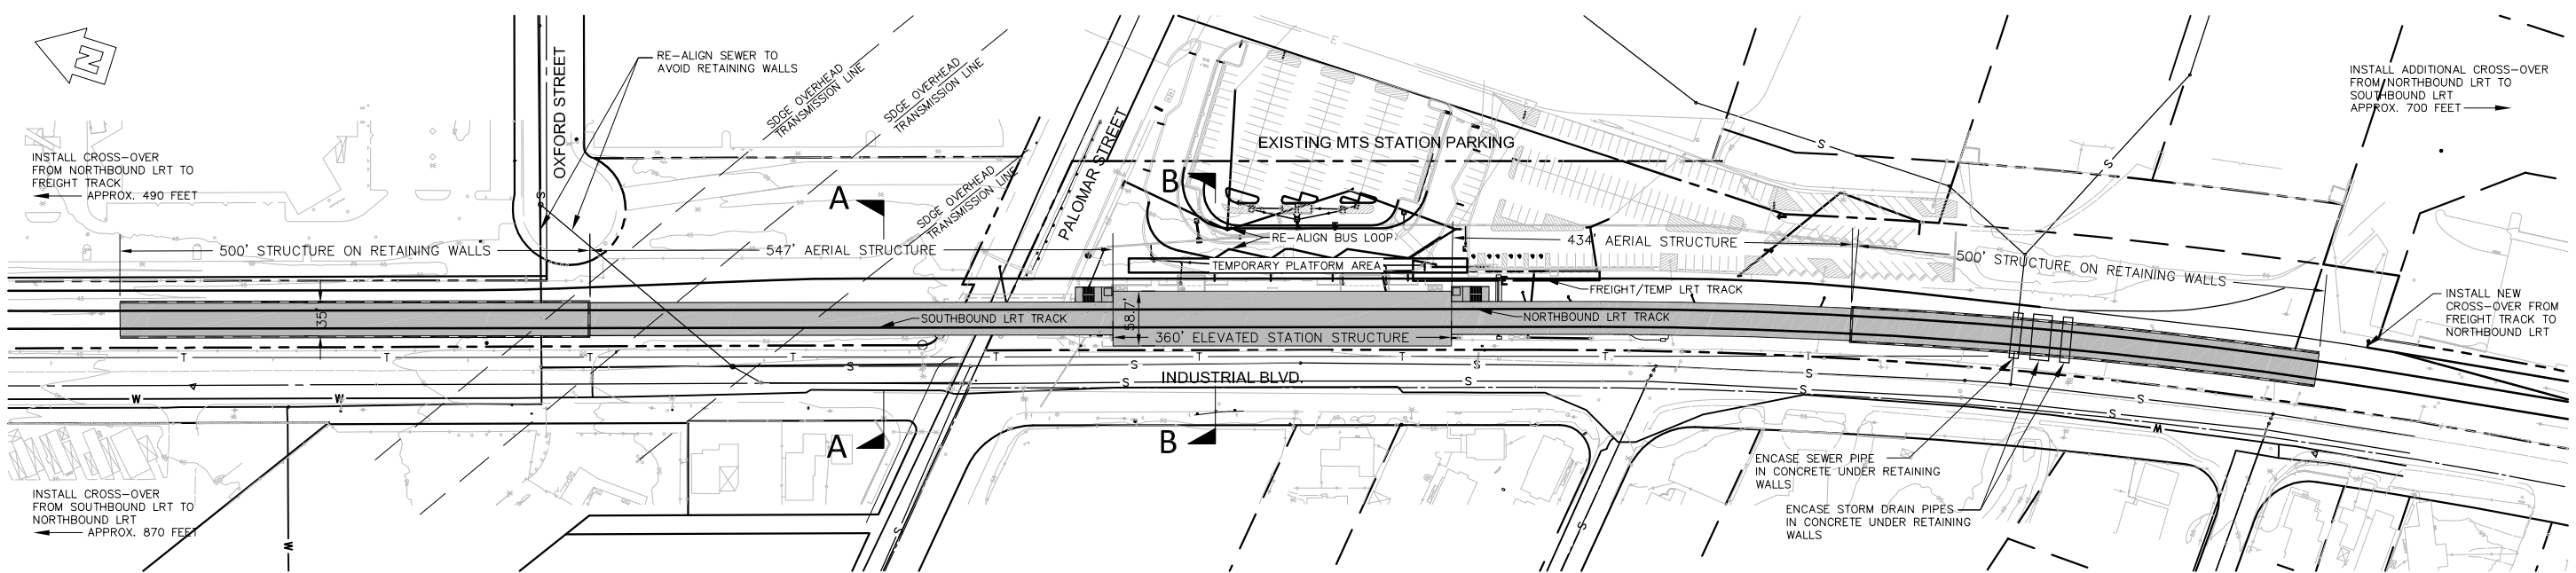 N
OXFORD STREET
RE-ALIGN SEWER TO
AVOID RETAINING WALLS
SDGE OVERHEAD
TRANSMISSION LINE
SDGE OVERHEAD
TRANSMISSION LINE
SDGE OVERHEAD
TRANSMISSION LINE
PALOMAR STREET
E
EXISTING MTS STATION PARKING
INSTALL ADDITIONAL CROSS-OVER
FROM NORTHBOUND LRT TO
SOUTHBOUND LRT
APPROX. 700 FEET
INSTALL CROSS-OVER
FROM NORTHBOUND LRT TO
FREIGHT TRACK
APPROX. 490 FEET
A
B
S
S
S
S
500' STRUCTURE ON RETAINING WALLS
547' AERIAL STRUCTURE
RE-ALIGN BUS LOOP
434' AERIAL STRUCTURE
500' STRUCTURE ON RETAINING WALLS
TEMPORARY PLATFORM AREA
FREIGHT/TEMP LRT TRACK
35'
SOUTHBOUND LRT TRACK
58.7'
NORTHBOUND LRT TRACK
360' ELEVATED STATION STRUCTURE
INSTALL NEW
CROSS-OVER FROM
FREIGHT TRACK TO
NORTHBOUND LRT
T T T T T T T T T
S S S
INDUSTRIAL BLVD.
S S S S S
W W W
A
B
ENCASE SEWER PIPE
IN CONCRETE UNDER RETAINING
WALLS
ENCASE STORM DRAIN PIPES
IN CONCRETE UNDER RETAINING
WALLS
INSTALL CROSS-OVER
FROM SOUTHBOUND LRT TO
NORTHBOUND LRT
APPROX. 870 FEET
W
S
S
S